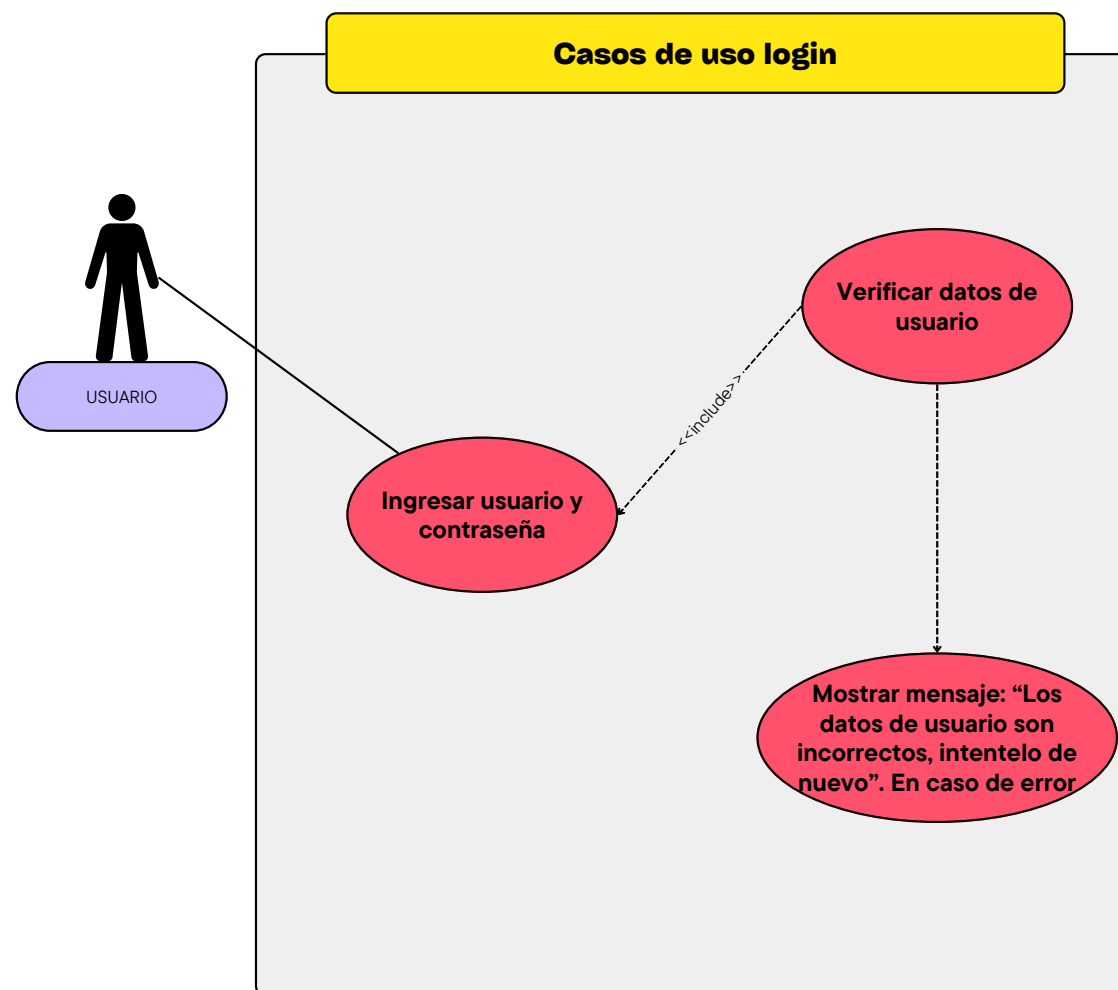 Casos de uso login
Verificar datos de
usuario
USUARIO
<<include>>
Ingresar usuario y
contraseña
Mostrar mensaje: “Los
datos de usuario son
incorrectos, intentelo de
nuevo”. En caso de error